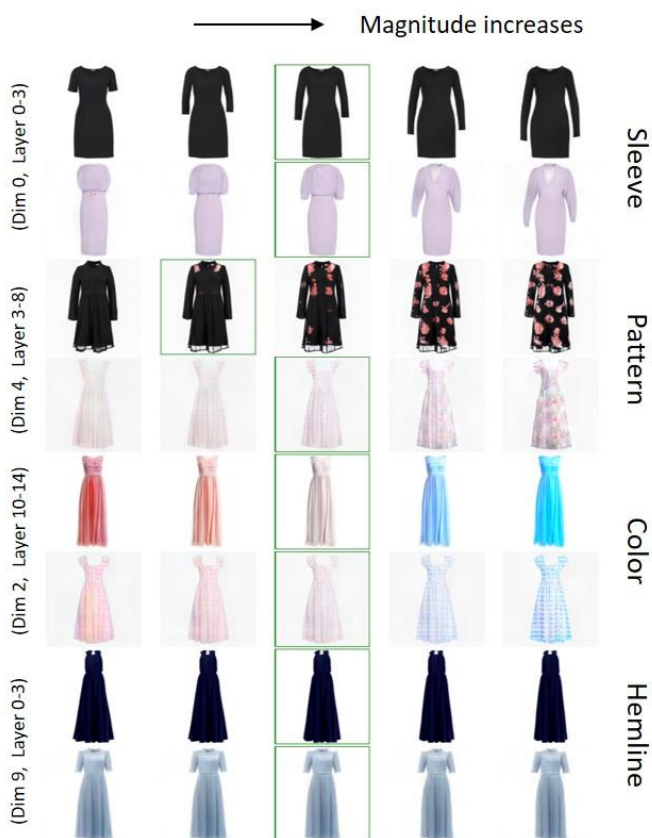 Magnitude increases
(Dim 0, Layer 0-3)
Sleeve
(Dim 4, Layer 3-8)
Pattern
(Dim 2, Layer 10-14)
Color
(Dim 9, Layer 0-3)
Hemline